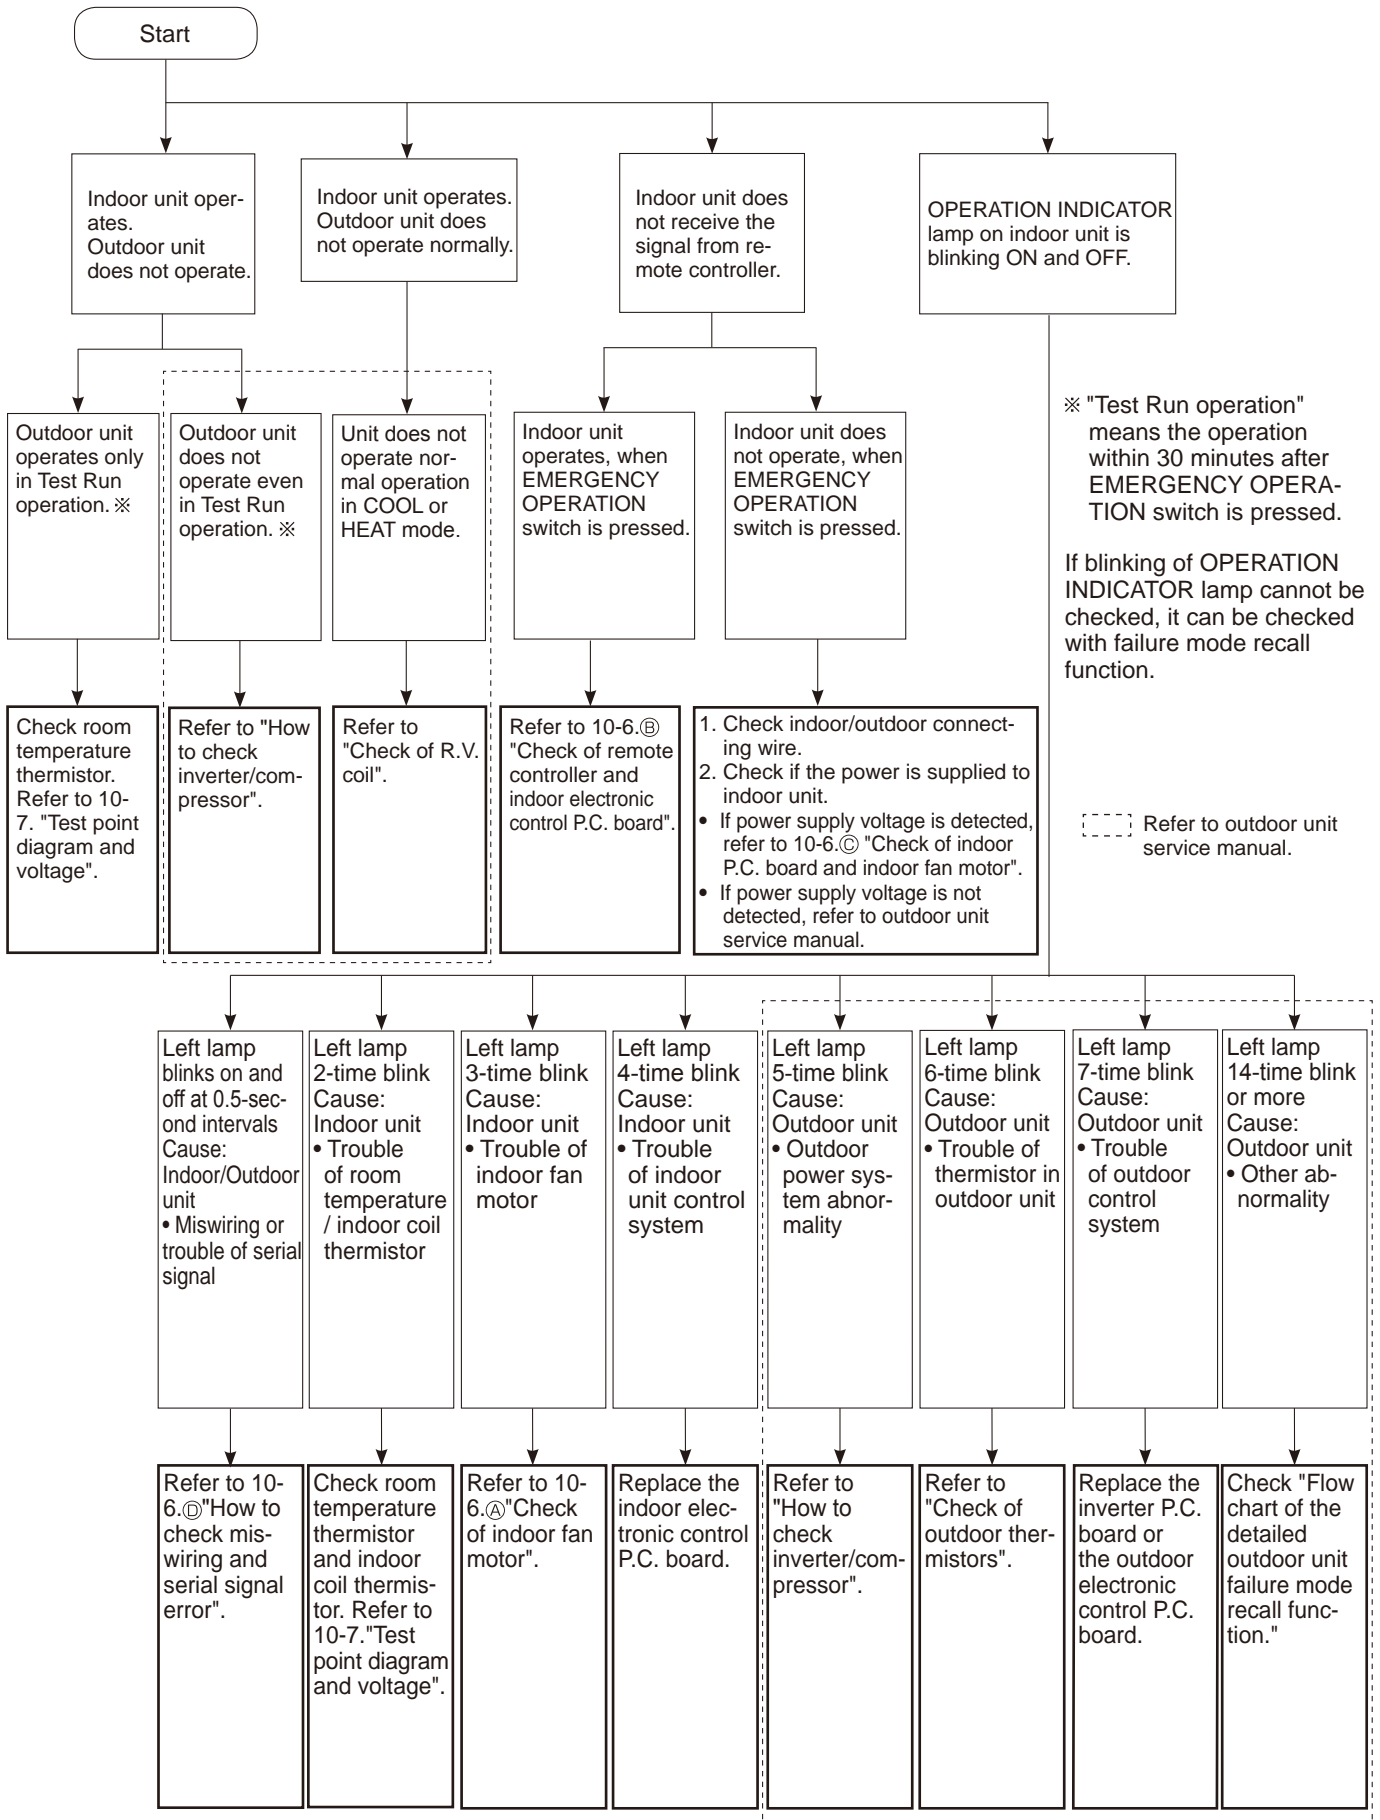 Start
Indoor unit oper-
ates.
Outdoor unit
does not operate.
Indoor unit operates.
Outdoor unit does
not operate normally.
Indoor unit does
not receive the
signal from re-
mote controller.
OPERATION INDICATOR
lamp on indoor unit is
blinking ON and OFF.
Outdoor unit
operates only
in Test Run
operation. ※
Outdoor unit
does not
operate even
in Test Run
operation. ※
Unit does not
operate nor-
mal operation
in COOL or
HEAT mode.
Indoor unit
operates, when
EMERGENCY
OPERATION
switch is pressed.
Indoor unit does
not operate, when
EMERGENCY
OPERATION
switch is pressed.
※ "Test Run operation"
means the operation
within 30 minutes after
EMERGENCY OPERA-
TION switch is pressed.
If blinking of OPERATION
INDICATOR lamp cannot be
checked, it can be checked
with failure mode recall
function.
Check room
temperature
thermistor.
Refer to 10-
7. "Test point
diagram and
voltage".
Refer to "How
to check
inverter/com-
pressor".
Refer to
"Check of R.V.
coil".
Refer to 10-6.Ⓑ
"Check of remote
controller and
indoor electronic
control P.C. board".
1. Check indoor/outdoor connect-
ing wire.
2. Check if the power is supplied to
indoor unit.
• If power supply voltage is detected,
refer to 10-6.Ⓒ "Check of indoor
P.C. board and indoor fan motor".
• If power supply voltage is not
detected, refer to outdoor unit
service manual.
Refer to outdoor unit
service manual.
Left lamp
blinks on and
off at 0.5-sec-
ond intervals
Cause:
Indoor/Outdoor
unit
• Miswiring or
trouble of serial
signal
Left lamp
2-time blink
Cause:
Indoor unit
• Trouble
of room
temperature
/ indoor coil
thermistor
Left lamp
3-time blink
Cause:
Indoor unit
• Trouble of
indoor fan
motor
Left lamp
4-time blink
Cause:
Indoor unit
• Trouble
of indoor
unit control
system
Left lamp
5-time blink
Cause:
Outdoor unit
• Outdoor
power sys-
tem abnor-
mality
Left lamp
6-time blink
Cause:
Outdoor unit
• Trouble of
thermistor in
outdoor unit
Left lamp
7-time blink
Cause:
Outdoor unit
• Trouble
of outdoor
control
system
Left lamp
14-time blink
or more
Cause:
Outdoor unit
• Other ab-
normality
Refer to 10-
6.Ⓓ"How to
check mis-
wiring and
serial signal
error".
Check room
temperature
thermistor
and indoor
coil thermis-
tor. Refer to
10-7."Test
point diagram
and voltage".
Refer to 10-
6.Ⓐ"Check
of indoor fan
motor".
Replace the
indoor elec-
tronic control
P.C. board.
Refer to
"How to
check
inverter/com-
pressor".
Refer to
"Check of
outdoor ther-
mistors".
Replace the
inverter P.C.
board or
the outdoor
electronic
control P.C.
board.
Check "Flow
chart of the
detailed
outdoor unit
failure mode
recall func-
tion."